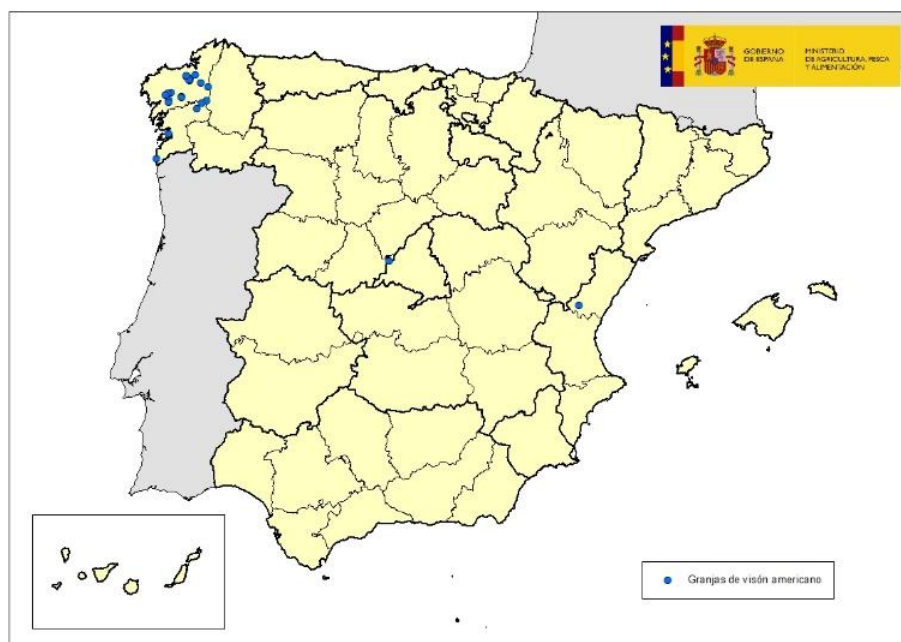 GOBIERNO
DE ESPAÑA
MINISTERIO
DE AGRICULTURA, PESCA
Y ALIMENTACIÓN
Granjas de visón americano